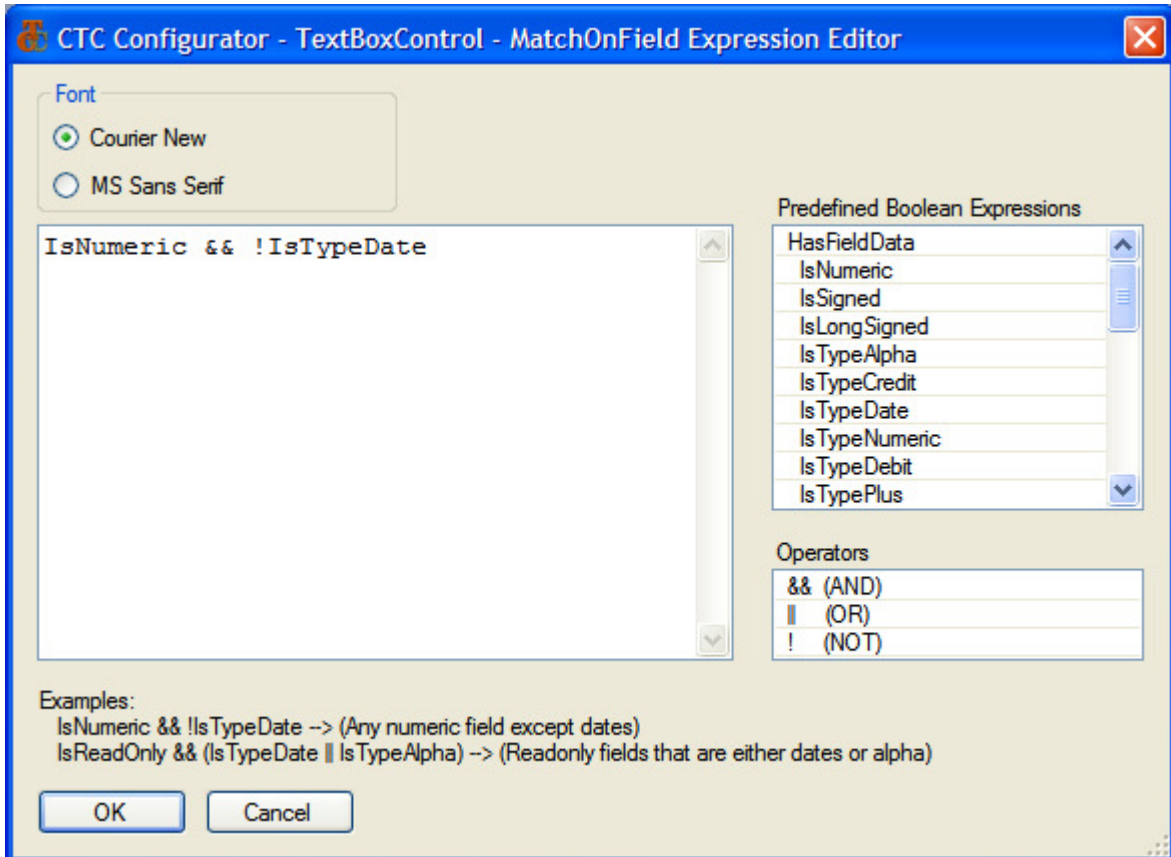 CTC Configurator - TextBoxControl - MatchOnField Expression Editor
Font
Courier New
MS Sans Serif
IsNumeric && !IsTypeDate
Predefined Boolean Expressions
HasFieldData
IsNumeric
IsSigned
IsLongSigned
IsTypeAlpha
IsTypeCredit
IsTypeDate
IsTypeNumeric
IsTypeDebit
IsTypePlus
Operators
&& (AND)
|| (OR)
! (NOT)
Examples:
IsNumeric && !IsTypeDate --> (Any numeric field except dates)
IsReadOnly && (IsTypeDate || IsTypeAlpha) --> (Readonly fields that are either dates or alpha)
OK
Cancel